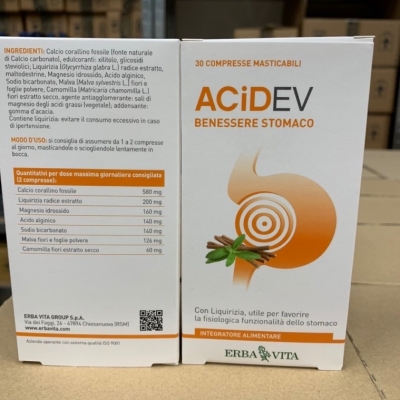 INGREDIENTI: Calcio corallino fossile (fonte naturale
di Calcio carbonato), edulcoranti: xilitolo, glicosidi
steviolici; Liquirizia (Glycyrrhiza glabra L.) radice estratto,
maltodestrine, Magnesio idrossido, Acido alginico,
Sodio bicarbonato, Malva (Malva sylvestris L.) fiori e
foglie polvere, Camomilla (Matricaria chamomilla L.)
fiori estratto secco, agente antiagglomerante: sali di
magnesio degli acidi grassi (vegetale); addensante:
gomma d'acacia.
Contiene liquirizia: evitare il consumo eccessivo in caso
di ipertensione.
MODO D'USO: si consiglia di assumere da 1 a 2 compresse
al giorno, masticandole o sciogliendole lentamente in
bocca.
Quantitativi per dose massima giornaliera consigliata
(2 compresse):
Calcio corallino fossile 580 mg
Liquirizia radice estratto 200 mg
Magnesio idrossido 160 mg
Acido alginico 140 mg
Sodio bicarbonato 140 mg
Malva fiori e foglie polvere 126 mg
Camomilla fiori estratto secco 60 mg
ERBA VITA GROUP S.p.A.
Via dei Faggi, 24 - 47894 Chiesanuova (RSM)
www.erbavita.com
Azienda operante con sistema qualità ISO 9001
30 COMPRESSE MASTICABILI
ACiDEV
BENESSERE STOMACO
Con Liquirizia, utile per favorire
la fisiologica funzionalità dello stomaco
INTEGRATORE ALIMENTARE
ERBA VITA